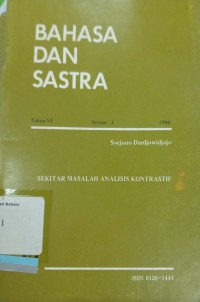 BAHASA
DAN
SASTRA
Tahun VI Nomor 3 1980
Soejono Dardjowidjojo
SEKITAR MASALAH ANALISIS KONTRASTIF
ISSN 0126-1444